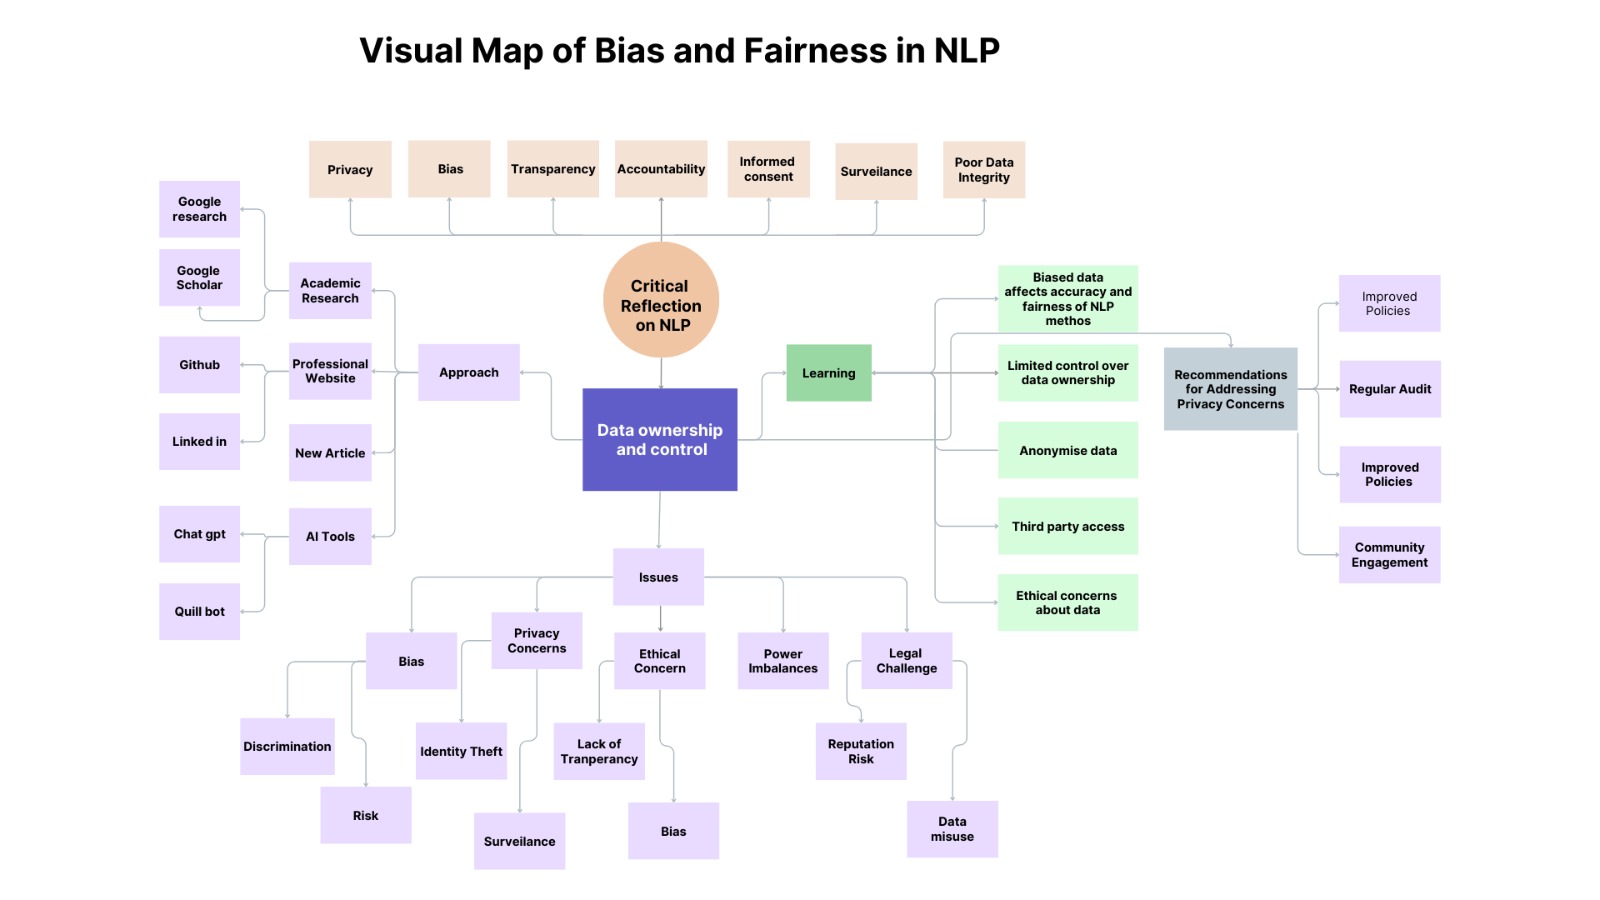 Visual Map of Bias and Fairness in NLP
Privacy
Bias
Transparency
Accountability
Informed
consent
Surveilance
Poor Data
Integrity
Google
research
Google
Scholar
Academic
Research
Github
Professional
Website
Linked in
New Article
Chat gpt
AI Tools
Quill bot
Approach
Critical
Reflection
on NLP
Data ownership
and control
Learning
Biased data
affects accuracy and
fairness of NLP
methos
Limited control over
data ownership
Anonymise data
Third party access
Ethical concerns
about data
Recommendations
for Addressing
Privacy Concerns
Improved
Policies
Regular Audit
Improved
Policies
Community
Engagement
Issues
Bias
Privacy
Concerns
Ethical
Concern
Power
Imbalances
Legal
Challenge
Discrimination
Risk
Identity Theft
Surveilance
Lack of
Tranperancy
Bias
Reputation
Risk
Data
misuse